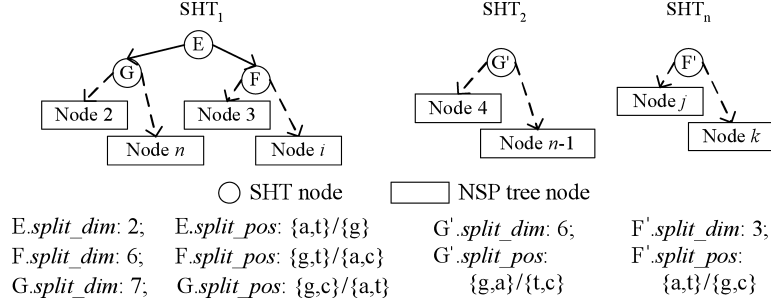 SHT1 SHT2 SHTn
E
G F G' F'
Node 2 Node 3 Node 4 Node j
Node n Node i Node n-1 Node k
SHT node NSP tree node
E.split_dim: 2; E.split_pos: {a,t}/{g} G'.split_dim: 6; F'.split_dim: 3;
F.split_dim: 6; F.split_pos: {g,t}/{a,c} G'.split_pos: F'.split_pos:
G.split_dim: 7; G.split_pos: {g,c}/{a,t} {g,a}/{t,c} {a,t}/{g,c}